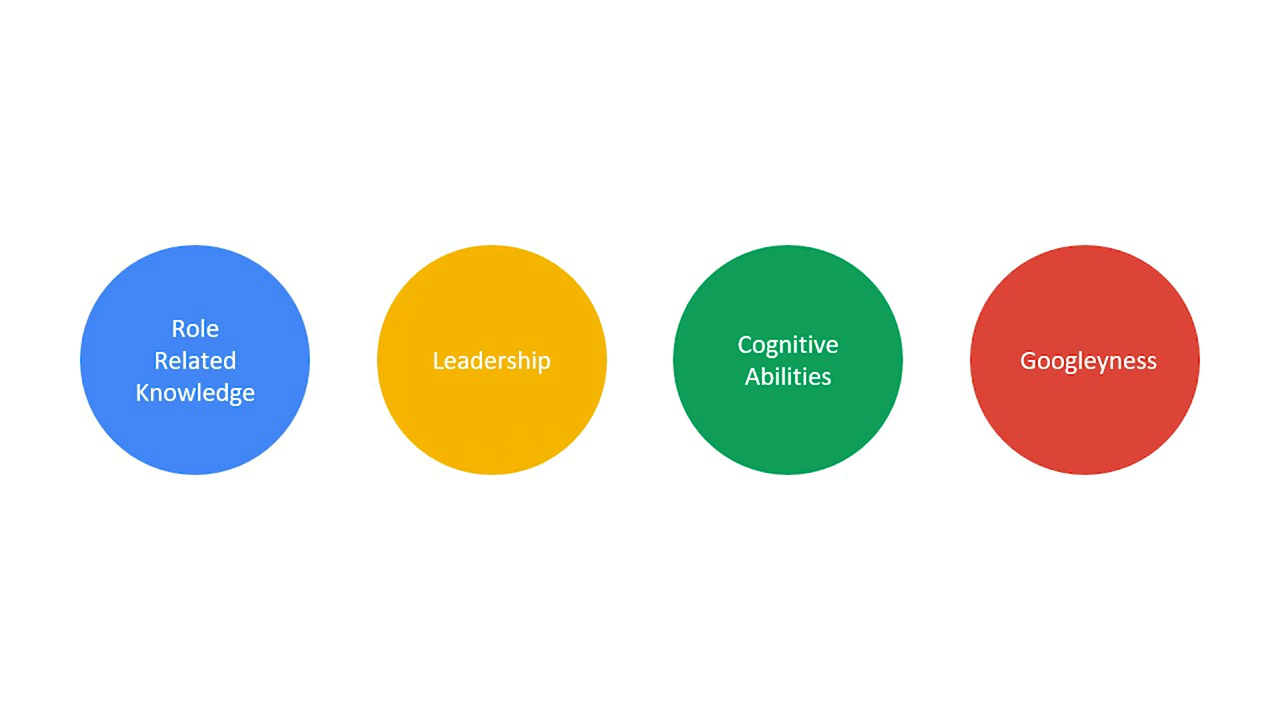 Role
Related
Knowledge
Leadership
Cognitive
Abilities
Googleyness